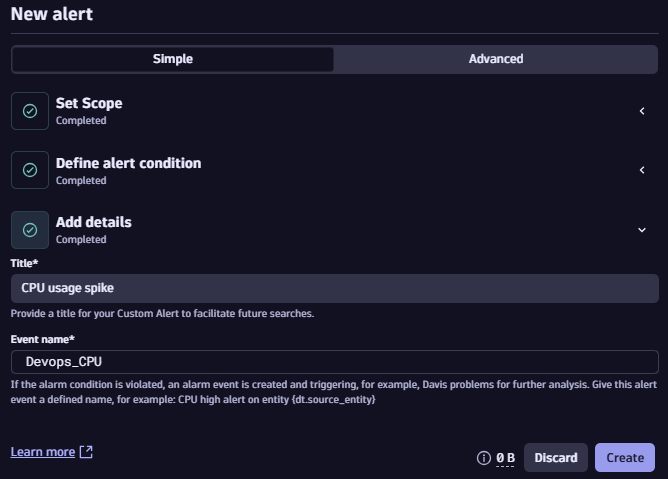 New alert
Simple
Advanced
Set Scope
Completed
Define alert condition
Completed
Add details
Completed
Title*
CPU usage spike
Provide a title for your Custom Alert to facilitate future searches.
Event name*
Devops_CPU
If the alarm condition is violated, an alarm event is created and triggering, for example, Davis problems for further analysis. Give this alert
event a defined name, for example: CPU high alert on entity {dt.source_entity}
Learn more
0 B
Discard
Create